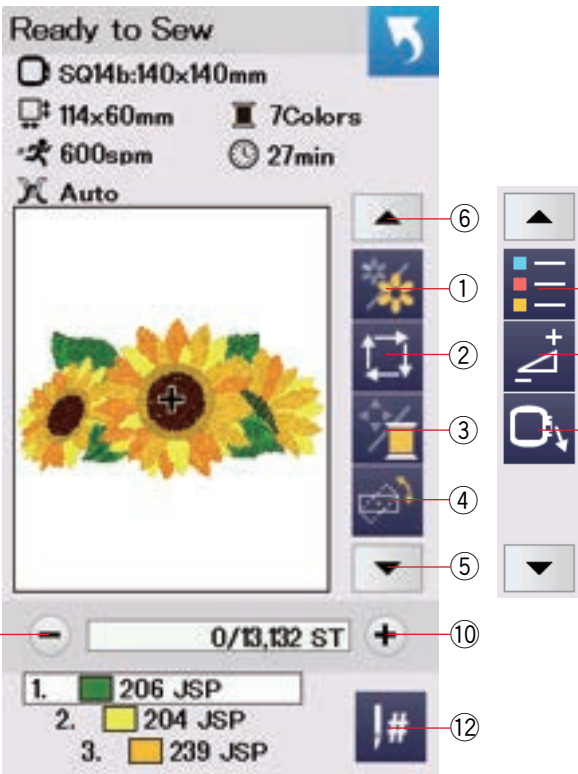 Ready to Sew
SQ14b:140x140mm
114x60mm 7Colors
600spm 27min
Auto
⑥
①
②
③
④
⑤
- 0/13,132 ST + ⑩
1. 206 JSP
2. 204 JSP
3. 239 JSP
# ⑫